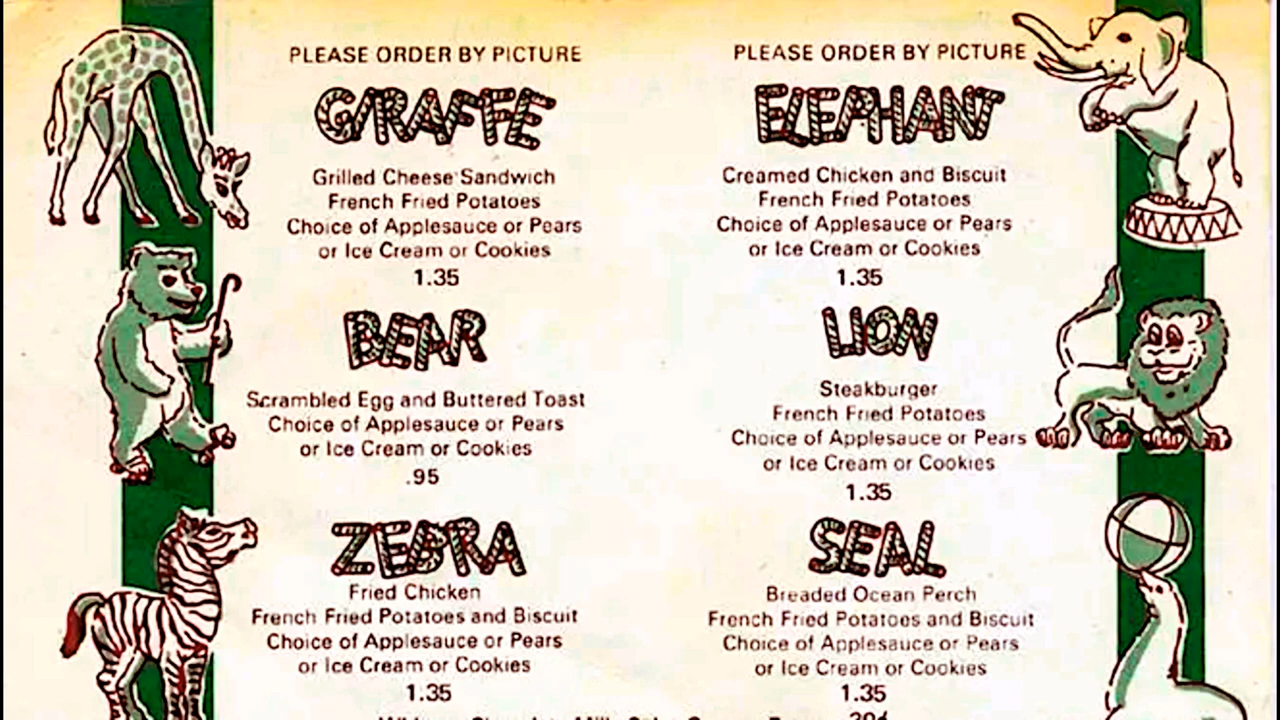 PLEASE ORDER BY PICTURE
GIRAFFE
Grilled Cheese Sandwich
French Fried Potatoes
Choice of Applesauce or Pears
or Ice Cream or Cookies
1.35
BEAR
Scrambled Egg and Buttered Toast
Choice of Applesauce or Pears
or Ice Cream or Cookies
.95
ZEBRA
Fried Chicken
French Fried Potatoes and Biscuit
Choice of Applesauce or Pears
or Ice Cream or Cookies
1.35
PLEASE ORDER BY PICTURE
ELEPHANT
Creamed Chicken and Biscuit
French Fried Potatoes
Choice of Applesauce or Pears
or Ice Cream or Cookies
1.35
LION
Steakburger
French Fried Potatoes
Choice of Applesauce or Pears
or Ice Cream or Cookies
1.35
SEAL
Breaded Ocean Perch
French Fried Potatoes and Biscuit
Choice of Applesauce or Pears
or Ice Cream or Cookies
1.35